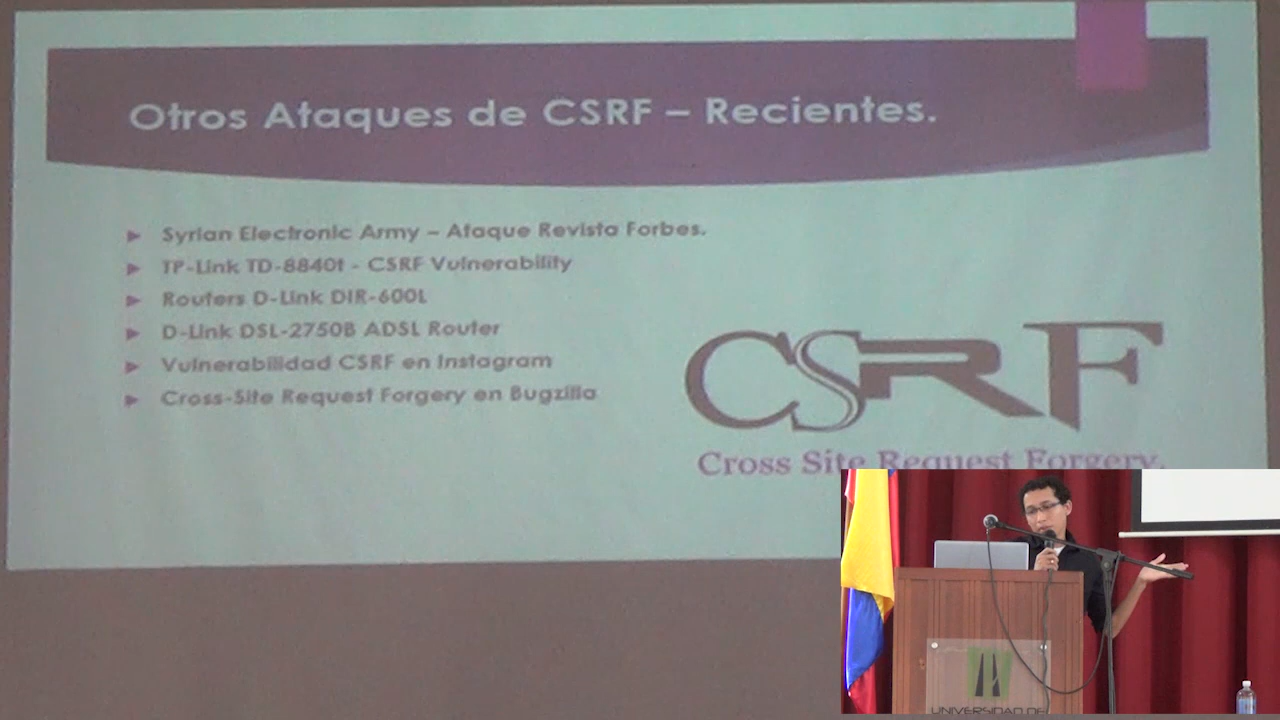 Otros Ataques de CSRF – Recientes.
Syrian Electronic Army – Ataque Revista Forbes.
TP-Link TD-8840t - CSRF Vulnerability
Routers D-Link DIR-600L
D-Link DSL-2750B ADSL Router
Vulnerabilidad CSRF en Instagram
Cross-Site Request Forgery en Bugzilla
CSRF
Cross Site Request Forgery.
UNIVERSIDAD DE